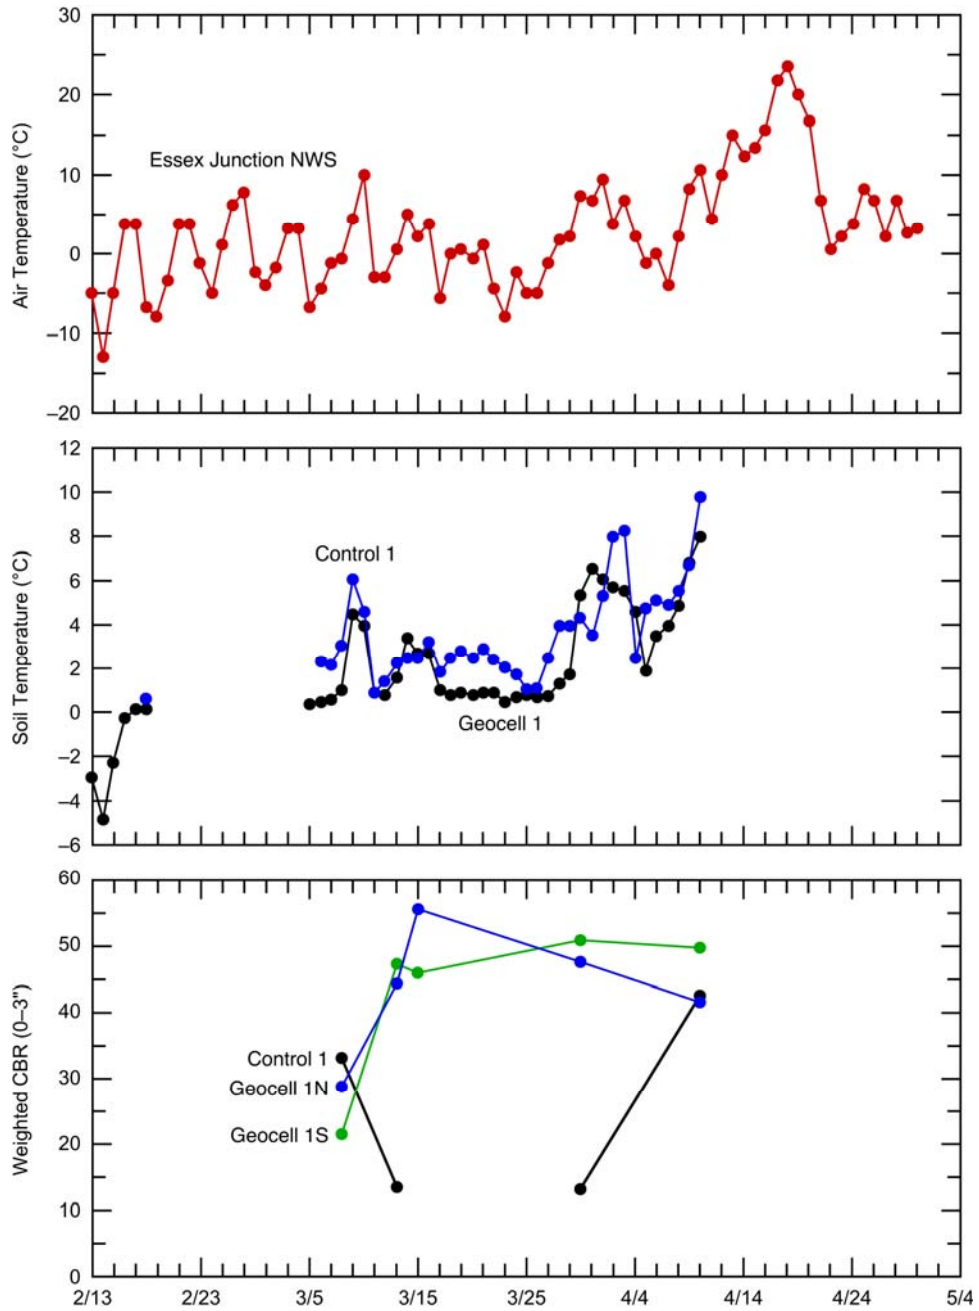 30
20
10
0
–10
–20
Air Temperature (°C)
Essex Junction NWS
12
10
8
6
4
2
0
–2
–4
–6
Soil Temperature (°C)
Control 1
Geocell 1
60
50
40
30
20
10
0
Weighted CBR (0–3")
Control 1
Geocell 1N
Geocell 1S
2/13 2/23 3/5 3/15 3/25 4/4 4/14 4/24 5/4